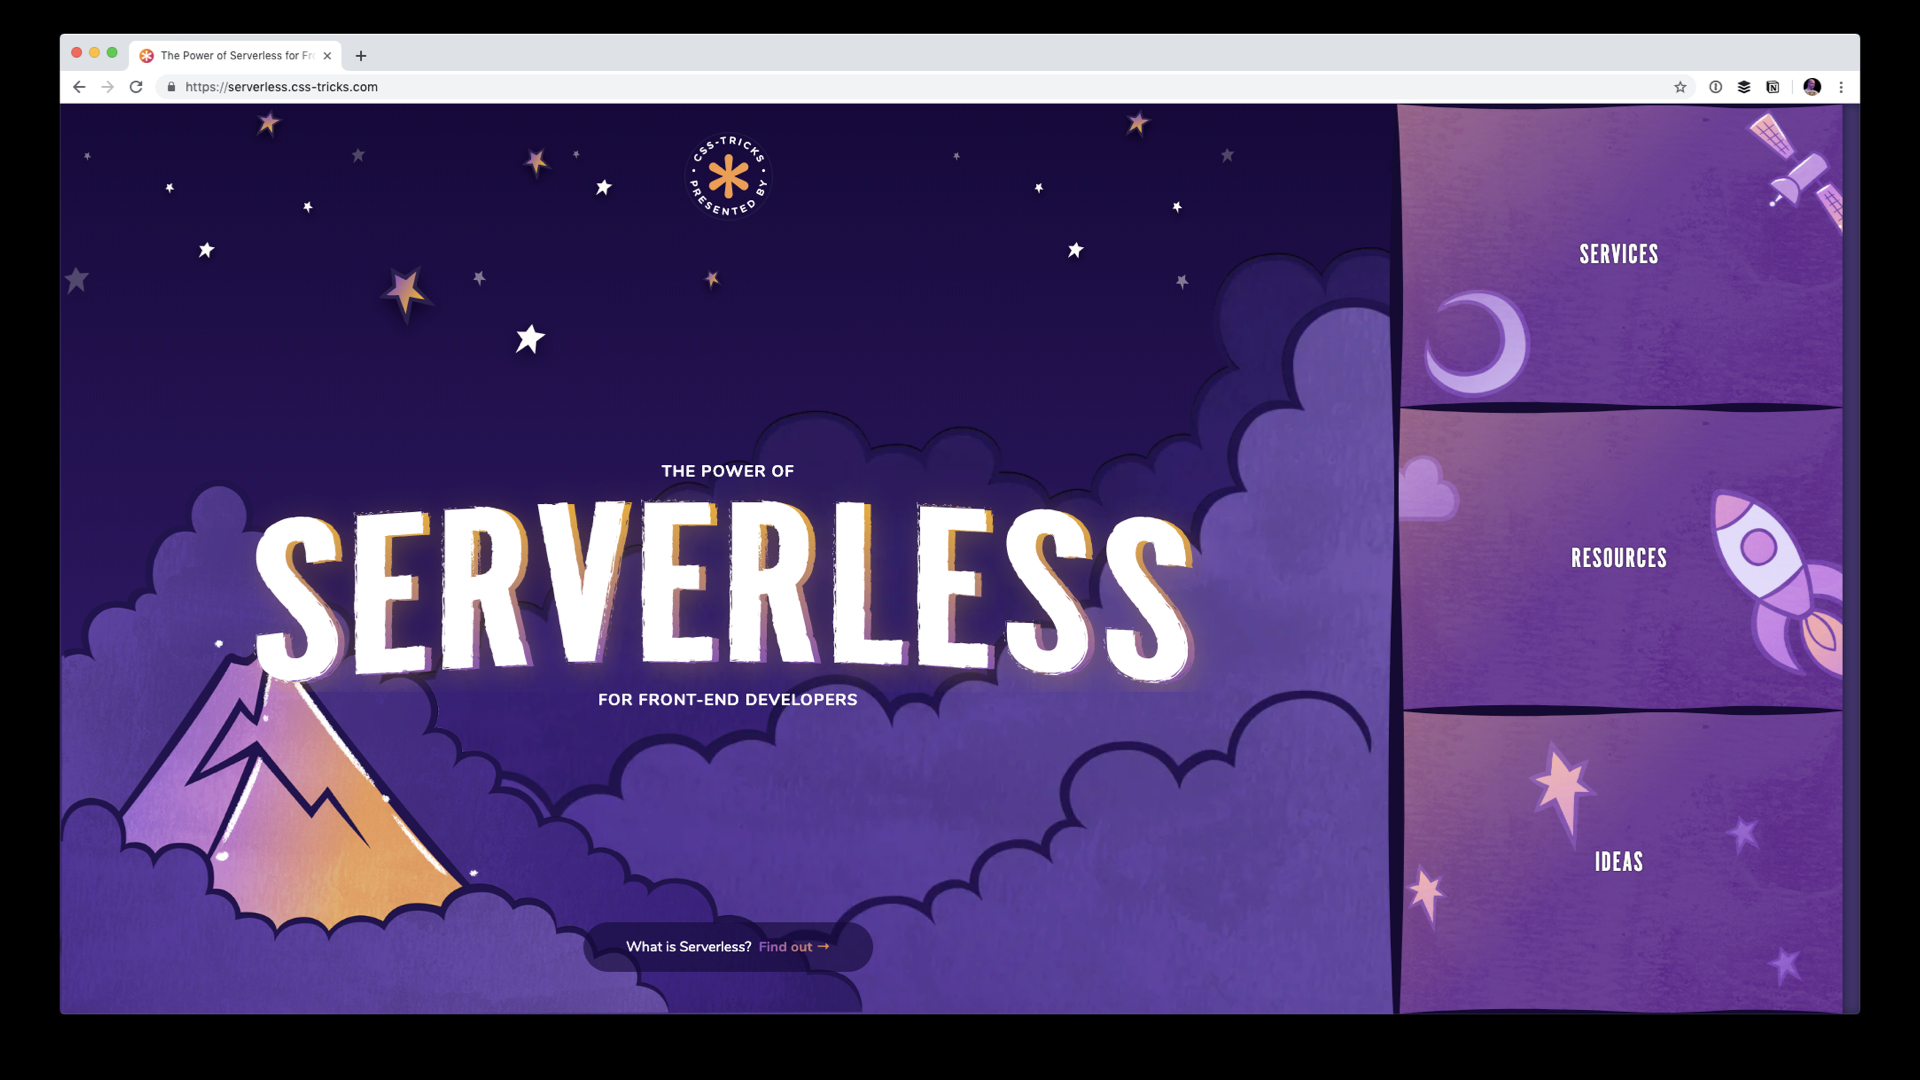 The Power of Serverless for Fr
https://serverless.css-tricks.com
CSS-TRICKS
PRESENTED BY
THE POWER OF
SERVERLESS
FOR FRONT-END DEVELOPERS
What is Serverless? Find out →
SERVICES
RESOURCES
IDEAS